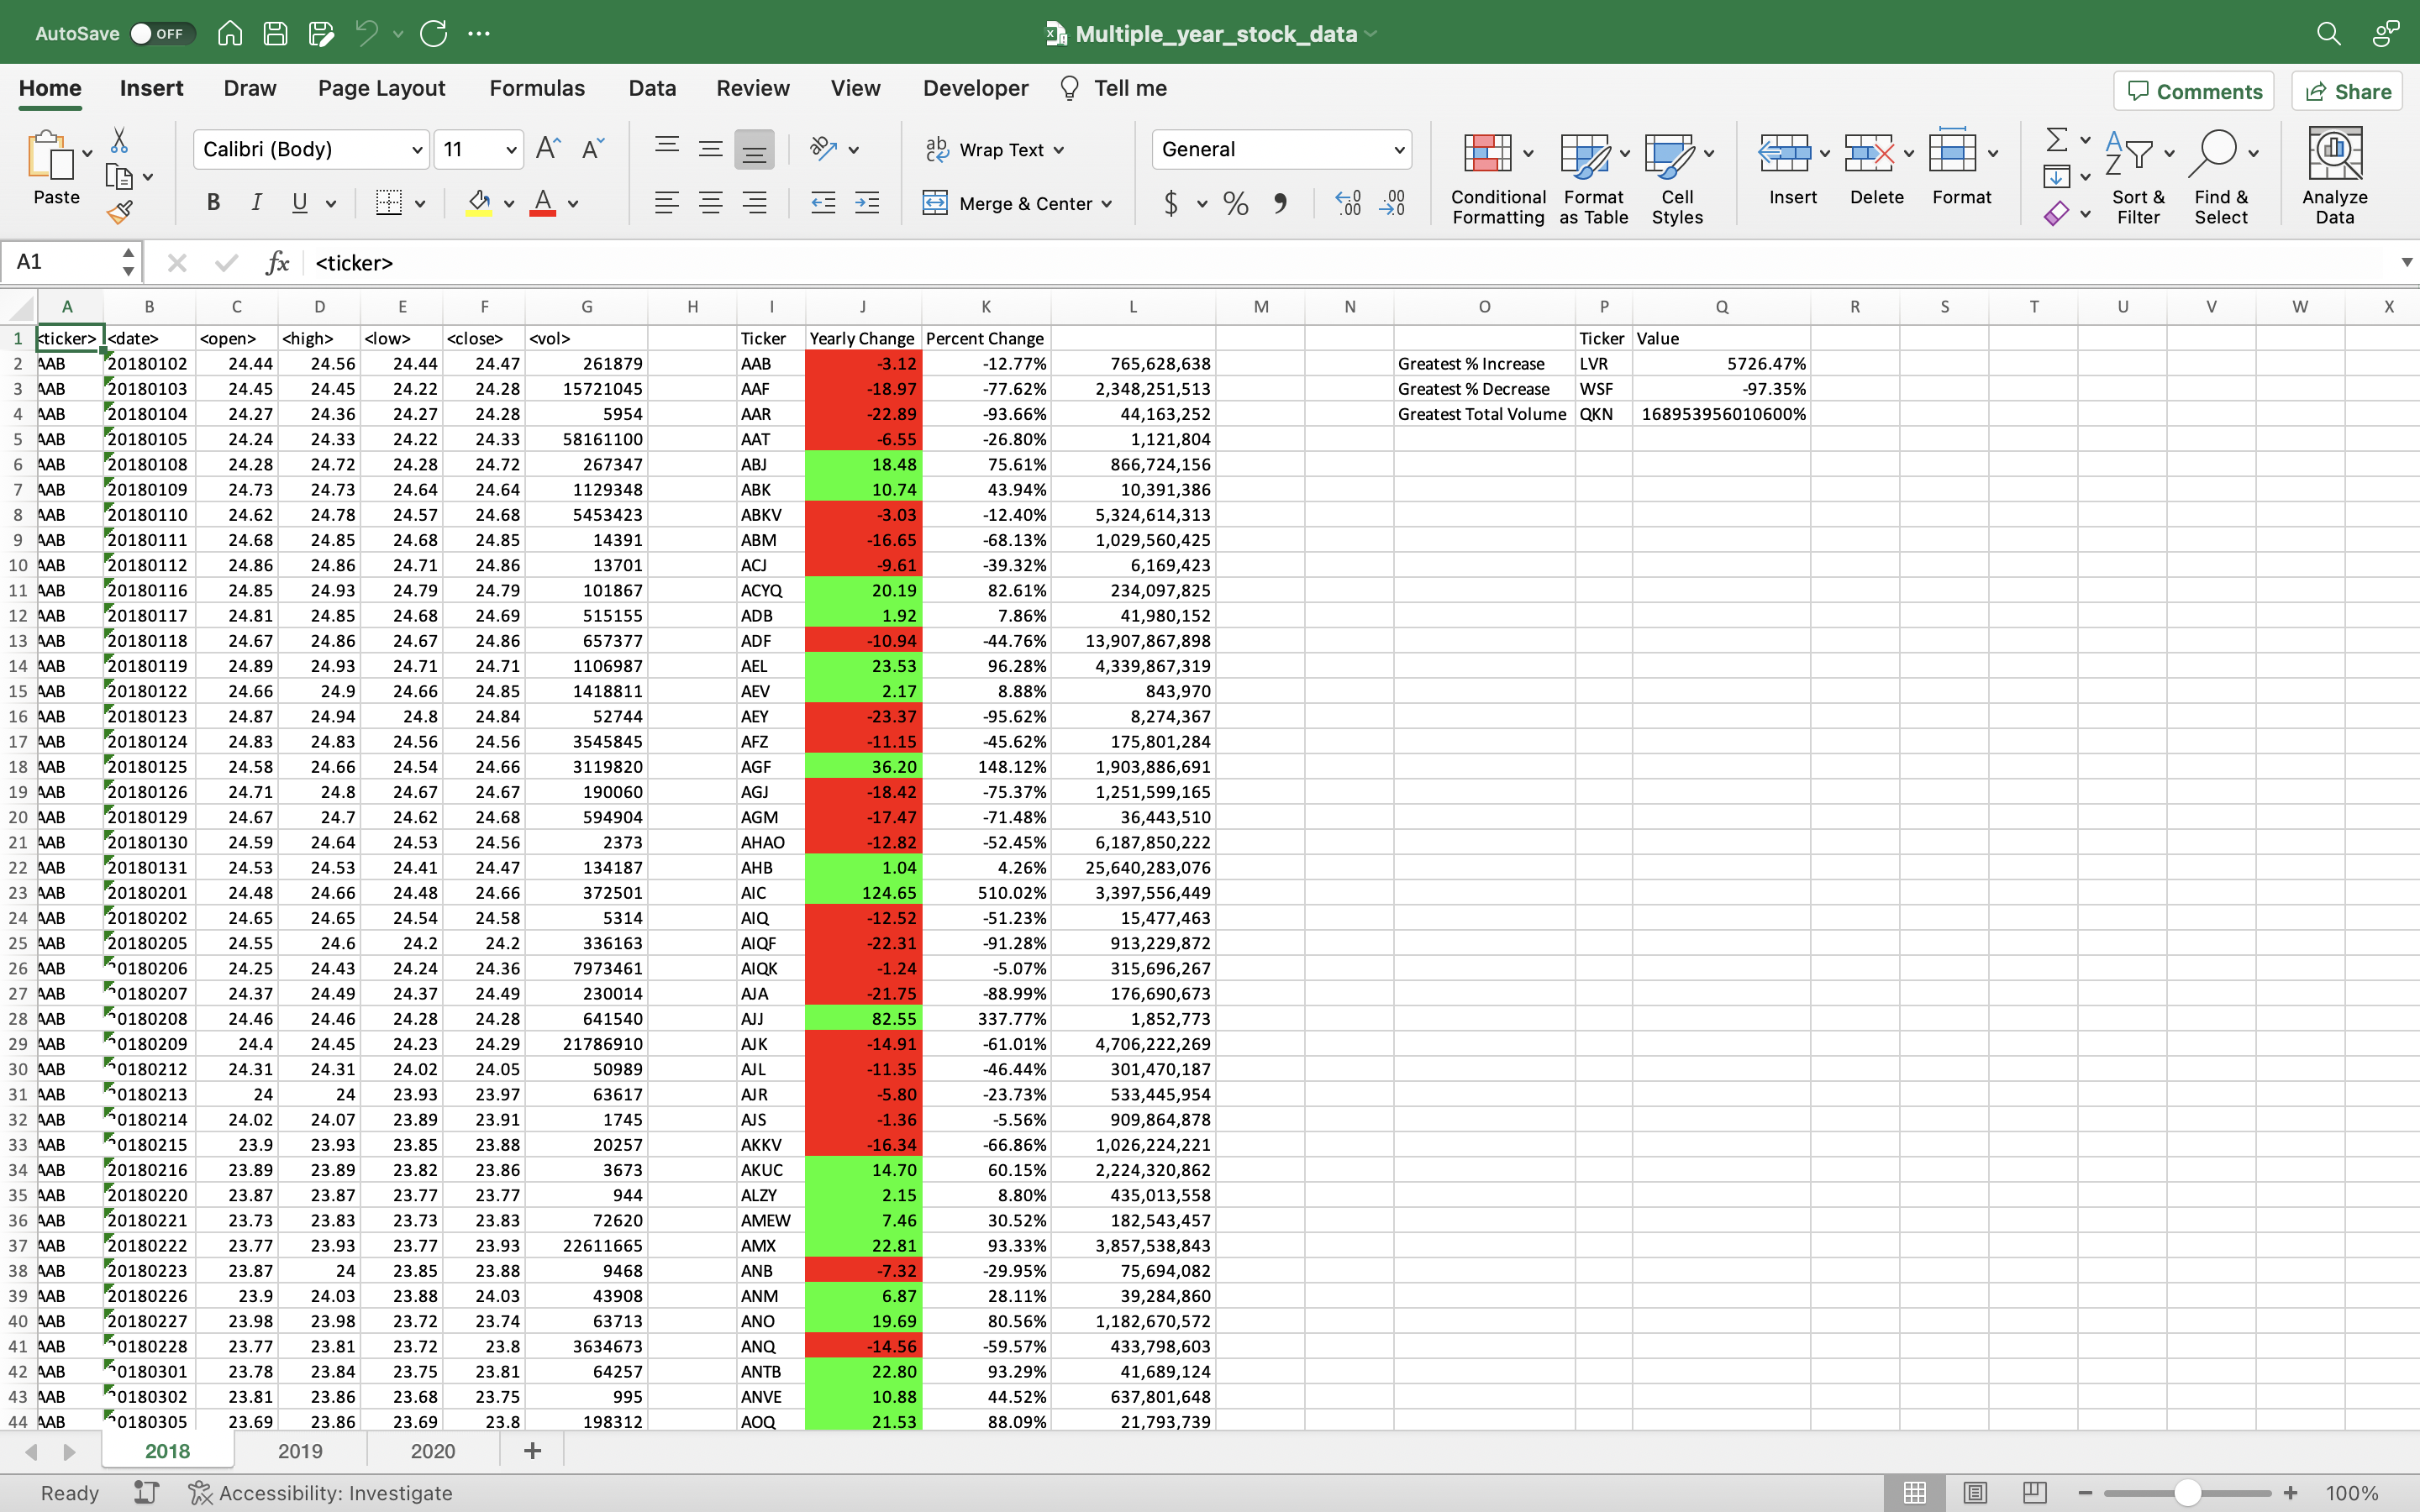 AutoSave OFF Multiple_year_stock_data
Home Insert Draw Page Layout Formulas Data Review View Developer Tell me Comments Share
Paste Calibri (Body) 11 Wrap Text General Conditional Formatting Format as Table Cell Styles Insert Delete Format Sort & Filter Find & Select Analyze Data
B I U Merge & Center $ % 9
A1 fx <ticker>
A B C D E F G H I J K L M N O P Q R S T U V W X
1 <ticker> <date> <open> <high> <low> <close> <vol> Ticker Yearly Change Percent Change Ticker Value
2 AAB 20180102 24.44 24.56 24.44 24.47 261879 AAB -3.12 -12.77% 765,628,638 Greatest % Increase LVR 5726.47%
3 AAB 20180103 24.45 24.45 24.22 24.28 15721045 AAF -18.97 -77.62% 2,348,251,513 Greatest % Decrease WSF -97.35%
4 AAB 20180104 24.27 24.36 24.27 24.28 5954 AAR -22.89 -93.66% 44,163,252 Greatest Total Volume QKN 168953956010600%
5 AAB 20180105 24.24 24.33 24.22 24.33 58161100 AAT -6.55 -26.80% 1,121,804
6 AAB 20180108 24.28 24.72 24.28 24.72 267347 ABJ 18.48 75.61% 866,724,156
7 AAB 20180109 24.73 24.73 24.64 24.64 1129348 ABK 10.74 43.94% 10,391,386
8 AAB 20180110 24.62 24.78 24.57 24.68 5453423 ABKV -3.03 -12.40% 5,324,614,313
9 AAB 20180111 24.68 24.85 24.68 24.85 14391 ABM -16.65 -68.13% 1,029,560,425
10 AAB 20180112 24.86 24.86 24.71 24.86 13701 ACJ -9.61 -39.32% 6,169,423
11 AAB 20180116 24.85 24.93 24.79 24.79 101867 ACYQ 20.19 82.61% 234,097,825
12 AAB 20180117 24.81 24.85 24.68 24.69 515155 ADB 1.92 7.86% 41,980,152
13 AAB 20180118 24.67 24.86 24.67 24.86 657377 ADF -10.94 -44.76% 13,907,867,898
14 AAB 20180119 24.89 24.93 24.71 24.71 1106987 AEL 23.53 96.28% 4,339,867,319
15 AAB 20180122 24.66 24.9 24.66 24.85 1418811 AEV 2.17 8.88% 843,970
16 AAB 20180123 24.87 24.94 24.8 24.84 52744 AEY -23.37 -95.62% 8,274,367
17 AAB 20180124 24.83 24.83 24.56 24.56 3545845 AFZ -11.15 -45.62% 175,801,284
18 AAB 20180125 24.58 24.66 24.54 24.66 3119820 AGF 36.20 148.12% 1,903,886,691
19 AAB 20180126 24.71 24.8 24.67 24.67 190060 AGJ -18.42 -75.37% 1,251,599,165
20 AAB 20180129 24.67 24.7 24.62 24.68 594904 AGM -17.47 -71.48% 36,443,510
21 AAB 20180130 24.59 24.64 24.53 24.56 2373 AHAO -12.82 -52.45% 6,187,850,222
22 AAB 20180131 24.53 24.53 24.41 24.47 134187 AHB 1.04 4.26% 25,640,283,076
23 AAB 20180201 24.48 24.66 24.48 24.66 372501 AIC 124.65 510.02% 3,397,556,449
24 AAB 20180202 24.65 24.65 24.54 24.58 5314 AIQ -12.52 -51.23% 15,477,463
25 AAB 20180205 24.55 24.6 24.2 24.2 336163 AIQF -22.31 -91.28% 913,229,872
26 AAB 20180206 24.25 24.43 24.24 24.36 7973461 AIQK -1.24 -5.07% 315,696,267
27 AAB 20180207 24.37 24.49 24.37 24.49 230014 AJA -21.75 -88.99% 176,690,673
28 AAB 20180208 24.46 24.46 24.28 24.28 641540 AJJ 82.55 337.77% 1,852,773
29 AAB 20180209 24.4 24.45 24.23 24.29 21786910 AJK -14.91 -61.01% 4,706,222,269
30 AAB 20180212 24.31 24.31 24.02 24.05 50989 AJL -11.35 -46.44% 301,470,187
31 AAB 20180213 24 24 23.93 23.97 63617 AJR -5.80 -23.73% 533,445,954
32 AAB 20180214 24.02 24.07 23.89 23.91 1745 AJS -1.36 -5.56% 909,864,878
33 AAB 20180215 23.9 23.93 23.85 23.88 20257 AKKV -16.34 -66.86% 1,026,224,221
34 AAB 20180216 23.89 23.89 23.82 23.86 3673 AKUC 14.70 60.15% 2,224,320,862
35 AAB 20180220 23.87 23.87 23.77 23.77 944 ALZY 2.15 8.80% 435,013,558
36 AAB 20180221 23.73 23.83 23.73 23.83 72620 AMEW 7.46 30.52% 182,543,457
37 AAB 20180222 23.77 23.93 23.77 23.93 22611665 AMX 22.81 93.33% 3,857,538,843
38 AAB 20180223 23.87 24 23.85 23.88 9468 ANB -7.32 -29.95% 75,694,082
39 AAB 20180226 23.9 24.03 23.88 24.03 43908 ANM 6.87 28.11% 39,284,860
40 AAB 20180227 23.98 23.98 23.72 23.74 63713 ANO 19.69 80.56% 1,182,670,572
41 AAB 20180228 23.77 23.81 23.72 23.8 3634673 ANQ -14.56 -59.57% 433,798,603
42 AAB 20180301 23.78 23.84 23.75 23.81 64257 ANTB 22.80 93.29% 41,689,124
43 AAB 20180302 23.81 23.86 23.68 23.75 995 ANVE 10.88 44.52% 637,801,648
44 AAB 20180305 23.69 23.86 23.69 23.8 198312 AOQ 21.53 88.09% 21,793,739
2018 2019 2020 +
Ready Accessibility: Investigate 100%